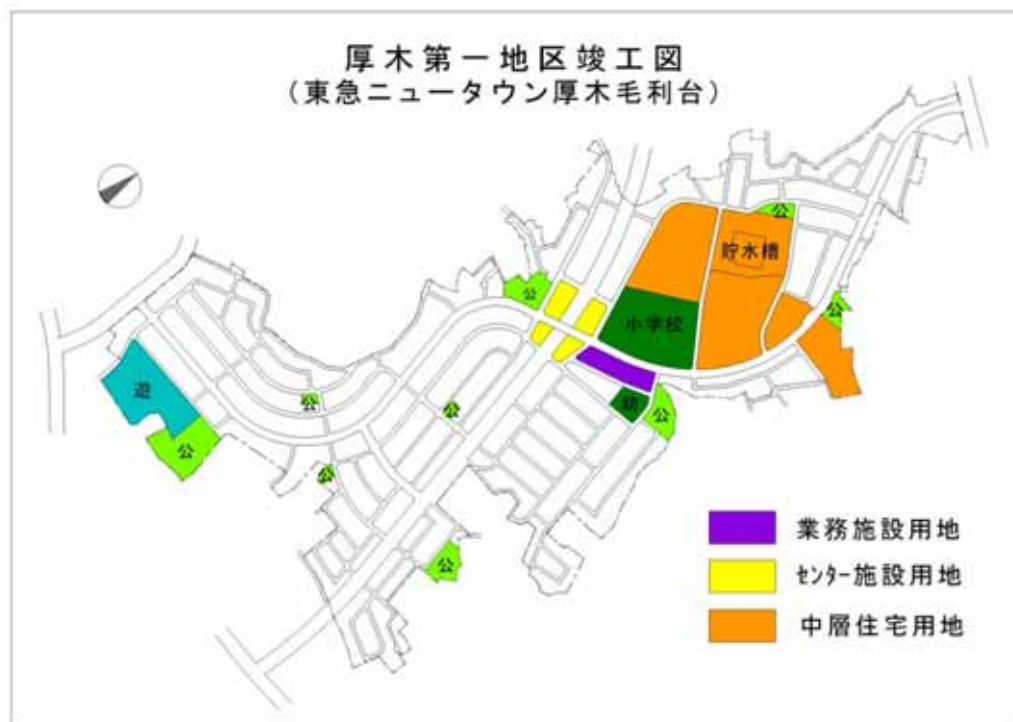 厚木第一地区竣工図
（東急ニュータウン厚木毛利台）
公
貯水槽
公
公
小学校
遊
公
公
幼
公
公
公
公
業務施設用地
ｾﾝﾀｰ施設用地
中層住宅用地